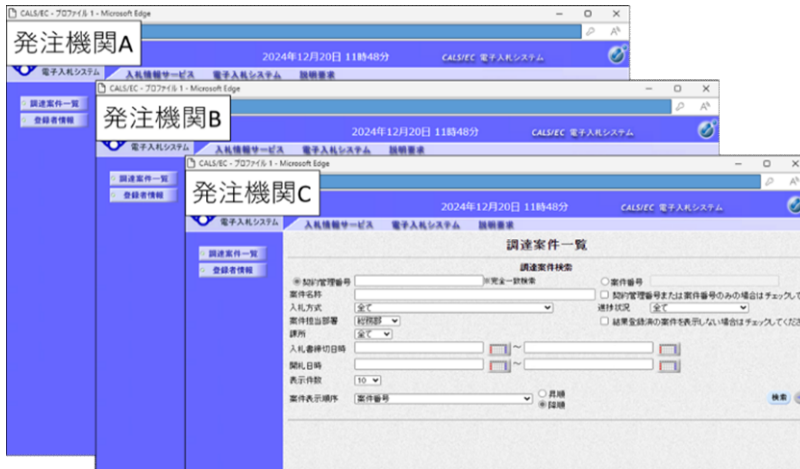 CALS/EC - プロファイル 1 - Microsoft Edge
発注機関A
2024年12月20日 11時48分
CALS/EC 電子入札システム
電子入札システム
入札情報サービス 電子入札システム 説明要求
調達案件一覧
登録者情報
CALS/EC - プロファイル 1 - Microsoft Edge
発注機関B
2024年12月20日 11時48分
CALS/EC 電子入札システム
電子入札システム
入札情報サービス 電子入札システム 説明要求
調達案件一覧
登録者情報
CALS/EC - プロファイル 1 - Microsoft Edge
発注機関C
2024年12月20日 11時48分
CALS/EC 電子入札システム
電子入札システム
入札情報サービス 電子入札システム 説明要求
調達案件一覧
登録者情報
調達案件一覧
調達案件検索
契約管理番号 ※完全一致検索 案件番号
案件名称 契約管理番号または案件番号のみの場合はチェックして
入札方式 全て 進捗状況 全て
案件担当部署 総務部 結果登録済の案件を表示しない場合はチェックしてくださ
課所 全て
入札書締切日時 ～
開札日時 ～
表示件数 10
案件表示順序 案件番号 昇順
降順
検索